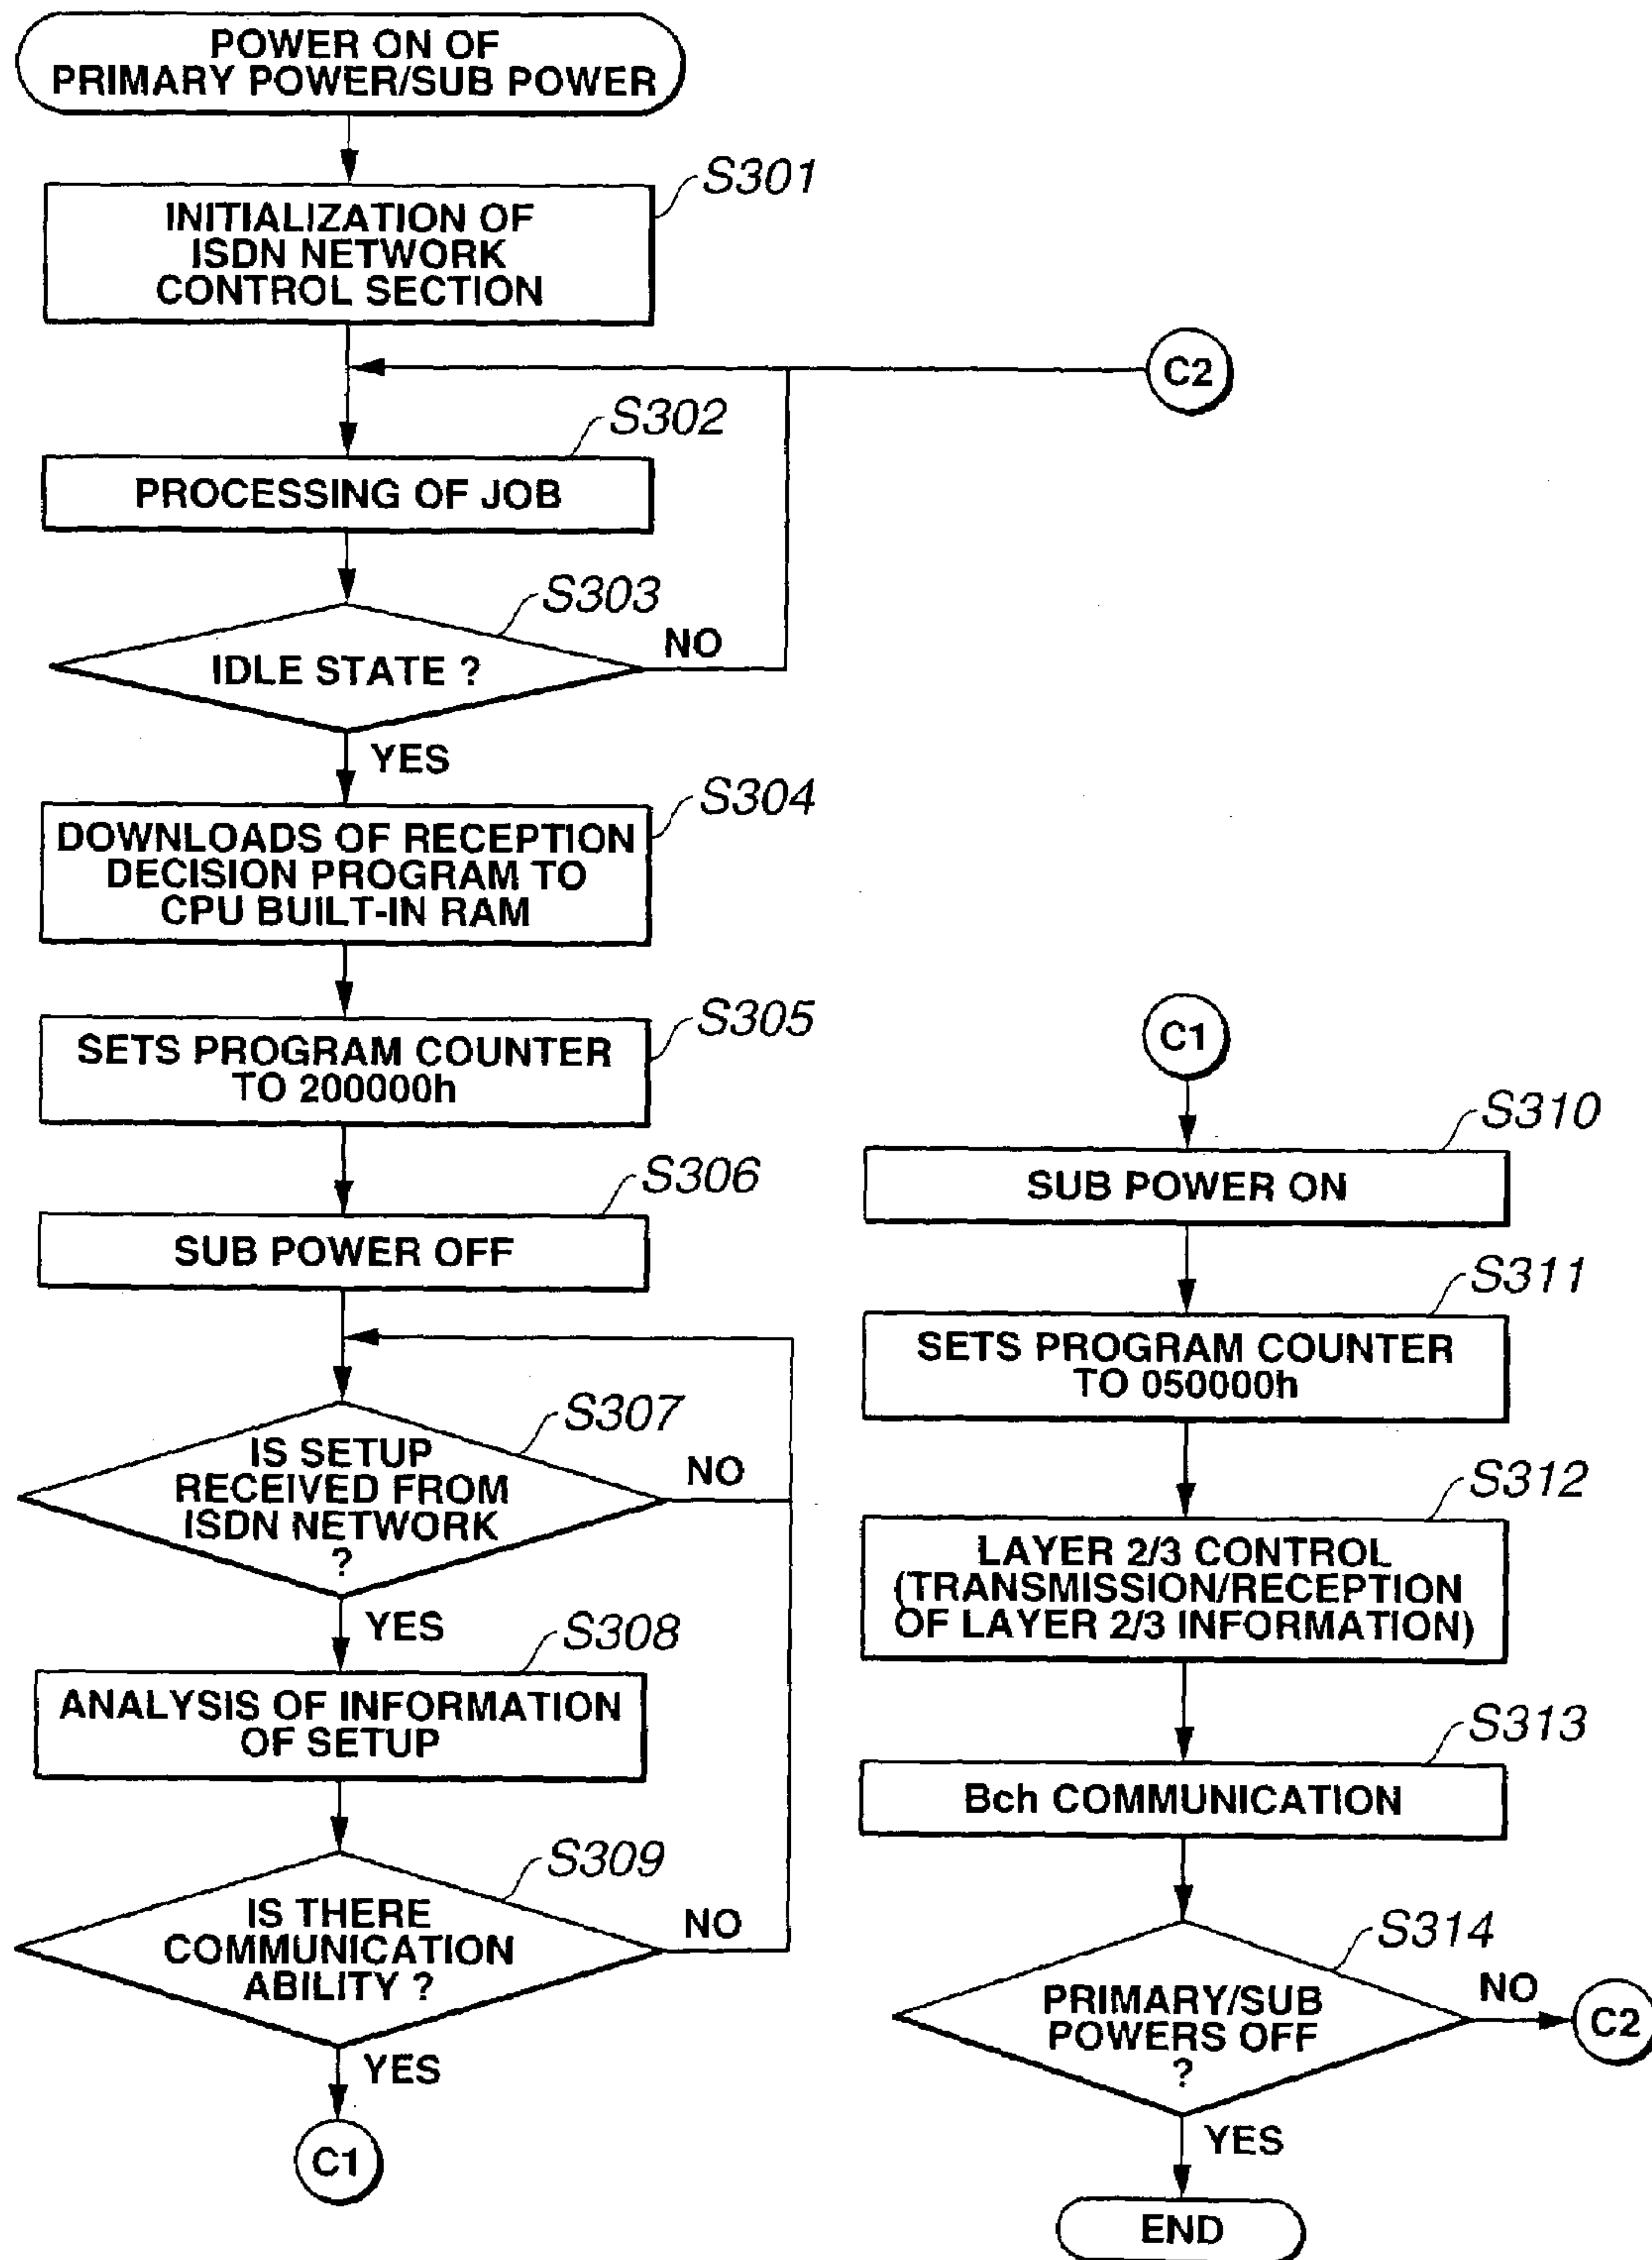 POWER ON OF
PRIMARY POWER/SUB POWER
S301
INITIALIZATION OF
ISDN NETWORK
CONTROL SECTION
C2
S302
PROCESSING OF JOB
S303
IDLE STATE ?
NO
YES
S304
DOWNLOADS OF RECEPTION
DECISION PROGRAM TO
CPU BUILT-IN RAM
S305
SETS PROGRAM COUNTER
TO 200000h
S306
SUB POWER OFF
S307
IS SETUP
RECEIVED FROM
ISDN NETWORK
?
NO
YES
S308
ANALYSIS OF INFORMATION
OF SETUP
S309
IS THERE
COMMUNICATION
ABILITY ?
NO
YES
C1
C1
S310
SUB POWER ON
S311
SETS PROGRAM COUNTER
TO 050000h
S312
LAYER 2/3 CONTROL
(TRANSMISSION/RECEPTION
OF LAYER 2/3 INFORMATION)
S313
Bch COMMUNICATION
S314
PRIMARY/SUB
POWERS OFF
?
NO
C2
YES
END